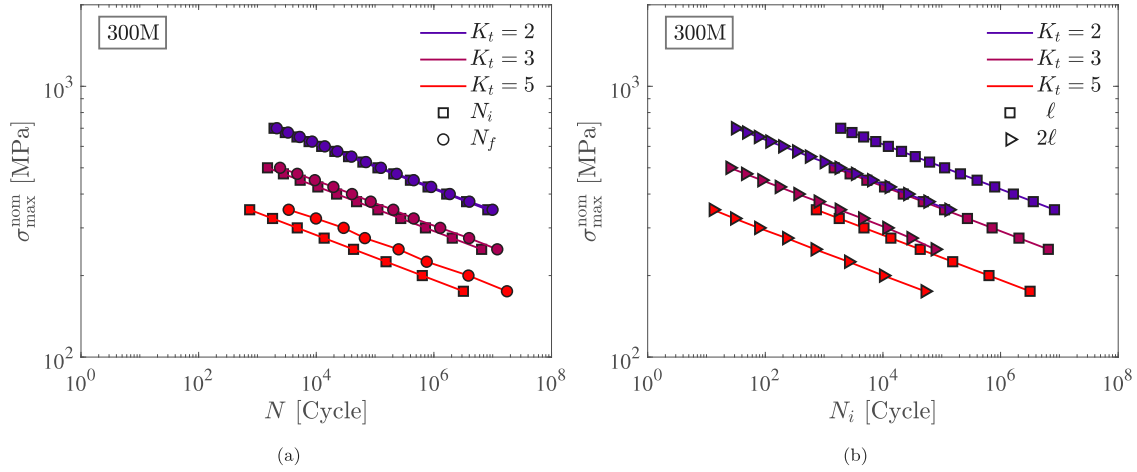 300M
K_t = 2
K_t = 3
K_t = 5
N_i
N_f
10^3
10^2
σ_max^nom [MPa]
10^0 10^2 10^4 10^6 10^8
N [Cycle]
(a)
300M
K_t = 2
K_t = 3
K_t = 5
ℓ
2ℓ
10^3
10^2
σ_max^nom [MPa]
10^0 10^2 10^4 10^6 10^8
N_i [Cycle]
(b)